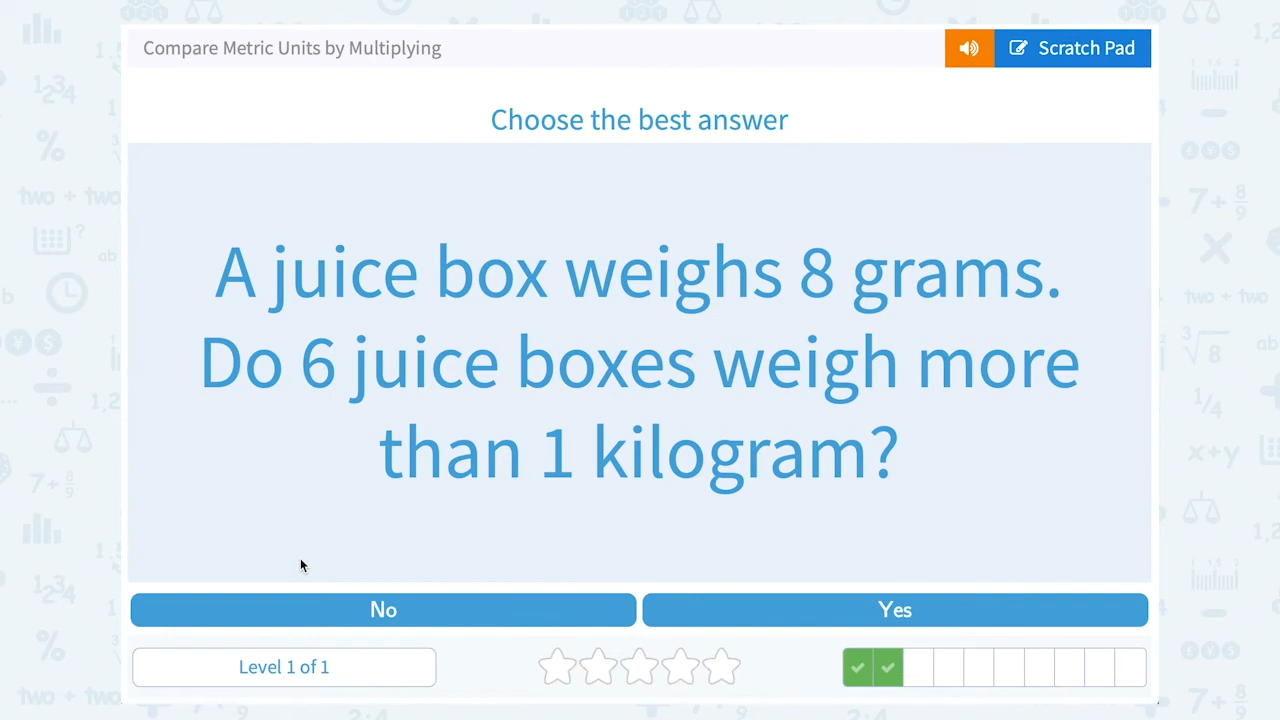 Compare Metric Units by Multiplying
Scratch Pad
Choose the best answer
A juice box weighs 8 grams.
Do 6 juice boxes weigh more
than 1 kilogram?
No
Yes
Level 1 of 1